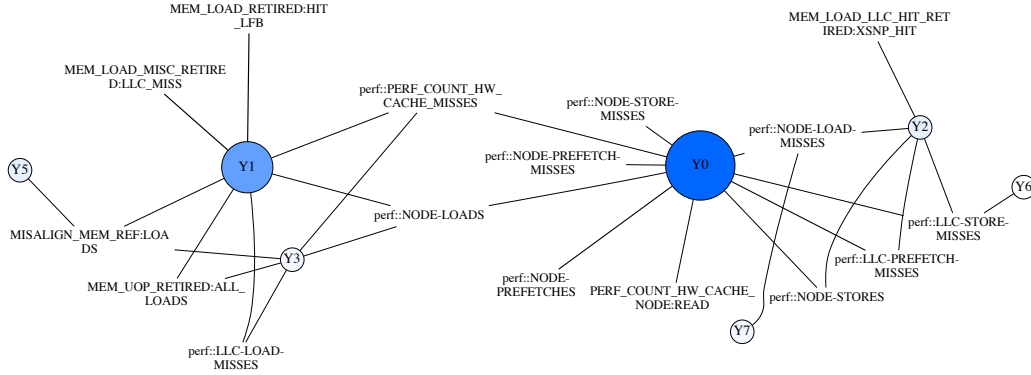 MEM_LOAD_RETIRED:HIT
_LFB
MEM_LOAD_LLC_HIT_RET
IRED:XSNP_HIT
MEM_LOAD_MISC_RETIRE
D:LLC_MISS
perf::PERF_COUNT_HW_
CACHE_MISSES
perf::NODE-STORE-
MISSES
perf::NODE-LOAD-
MISSES
Y2
Y5
Y1
perf::NODE-PREFETCH-
MISSES
Y0
Y6
perf::NODE-LOADS
perf::LLC-STORE-
MISSES
MISALIGN_MEM_REF:LOA
DS
Y3
perf::LLC-PREFETCH-
MISSES
MEM_UOP_RETIRED:ALL_
LOADS
perf::NODE-
PREFETCHES
PERF_COUNT_HW_CACHE_
NODE:READ
perf::NODE-STORES
Y7
perf::LLC-LOAD-
MISSES